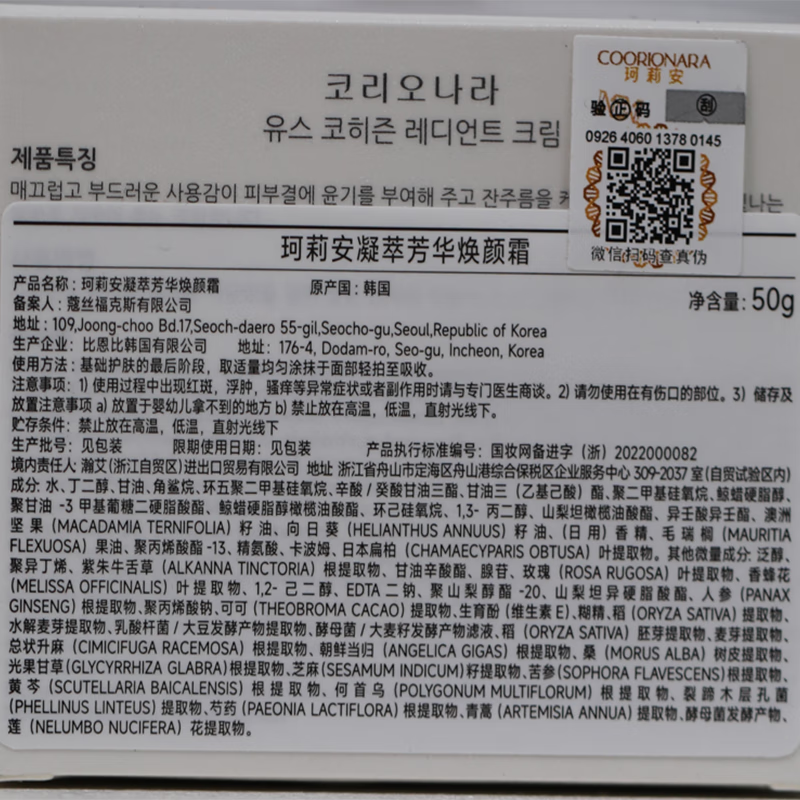 코리오나라
유스 코히즌 레디언트 크림
제품특징
매끄럽고 부드러운 사용감이 피부결에 윤기를 부여해 주고 잔주름을
COORIONARA
珂莉安
验 正 码 刮
0926 4060 1378 0145
微信扫码查真伪
珂莉安凝萃芳华焕颜霜
产品名称：珂莉安凝萃芳华焕颜霜 原产国：韩国
净含量：50g
备案人：蔻丝福克斯有限公司
地址：109,Joong-choo Bd.17,Seoch-daero 55-gil,Seocho-gu,Seoul,Republic of Korea
生产企业：比恩比韩国有限公司 地址：176-4, Dodam-ro, Seo-gu, Incheon, Korea
使用方法：基础护肤的最后阶段，取适量均匀涂抹于面部轻拍至吸收。
注意事项：1) 使用过程中出现红斑，浮肿，骚痒等异常症状或者副作用时请与专门医生商谈。2) 请勿使用在有伤口的部位。3) 储存及
放置注意事项 a) 放置于婴幼儿拿不到的地方 b) 禁止放在高温，低温，直射光线下。
贮存条件：禁止放在高温，低温，直射光线下
生产批号：见包装 限期使用日期：见包装 产品执行标准编号：国妆网备进字（浙）2022000082
境内责任人：瀚艾(浙江自贸区)进出口贸易有限公司 地址 浙江省舟山市定海区舟山港综合保税区企业服务中心 309-2037 室(自贸试验区内)
成分：水、丁二醇、甘油、角鲨烷、环五聚二甲基硅氧烷、辛酸 / 癸酸甘油三酯、甘油三（乙基己酸）酯、聚二甲基硅氧烷、鲸蜡硬脂醇、
聚甘油 -3 甲基葡糖二硬脂酸酯、鲸蜡硬脂醇橄榄油酸酯、环己硅氧烷、1,3- 丙二醇、山梨坦橄榄油酸酯、异壬酸异壬酯、澳洲
坚果 (MACADAMIA TERNIFOLIA) 籽油、向日葵 (HELIANTHUS ANNUUS) 籽油、(日用) 香精、毛瑞榈 (MAURITIA
FLEXUOSA) 果油、聚丙烯酸酯 -13、精氨酸、卡波姆、日本扁柏 (CHAMAECYPARIS OBTUSA) 叶提取物。其他微量成分：泛醇、
聚异丁烯、紫朱牛舌草 (ALKANNA TINCTORIA) 根提取物、甘油辛酸酯、腺苷、玫瑰 (ROSA RUGOSA) 叶提取物、香蜂花
(MELISSA OFFICINALIS) 叶提取物、1,2- 己二醇、EDTA 二钠、聚山梨醇酯 -20、山梨坦异硬脂酸酯、人参 (PANAX
GINSENG) 根提取物、聚丙烯酸钠、可可 (THEOBROMA CACAO) 提取物、生育酚 (维生素 E)、糊精、稻 (ORYZA SATIVA) 提取物、
水解麦芽提取物、乳酸杆菌 / 大豆发酵产物提取物、酵母菌 / 大麦籽发酵产物滤液、稻 (ORYZA SATIVA) 胚芽提取物、麦芽提取物、
总状升麻 (CIMICIFUGA RACEMOSA) 根提取物、朝鲜当归 (ANGELICA GIGAS) 根提取物、桑 (MORUS ALBA) 树皮提取物、
光果甘草(GLYCYRRHIZA GLABRA)根提取物、芝麻(SESAMUM INDICUM)籽提取物、苦参(SOPHORA FLAVESCENS)根提取物、
黄芩 (SCUTELLARIA BAICALENSIS) 根提取物、何首乌 (POLYGONUM MULTIFLORUM) 根提取物、裂蹄木层孔菌
(PHELLINUS LINTEUS) 提取物、芍药 (PAEONIA LACTIFLORA) 根提取物、青蒿 (ARTEMISIA ANNUA) 提取物、酵母菌发酵产物、
莲 (NELUMBO NUCIFERA) 花提取物。